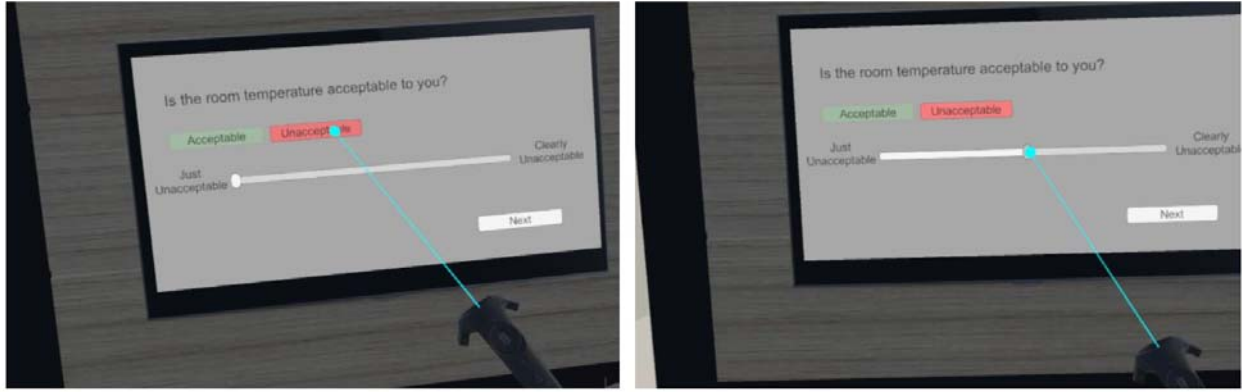 Is the room temperature acceptable to you?
Acceptable Unacceptable
Just
Unacceptable
Clearly
Unacceptable
Next
Is the room temperature acceptable to you?
Acceptable Unacceptable
Just
Unacceptable
Clearly
Unacceptabl
Next